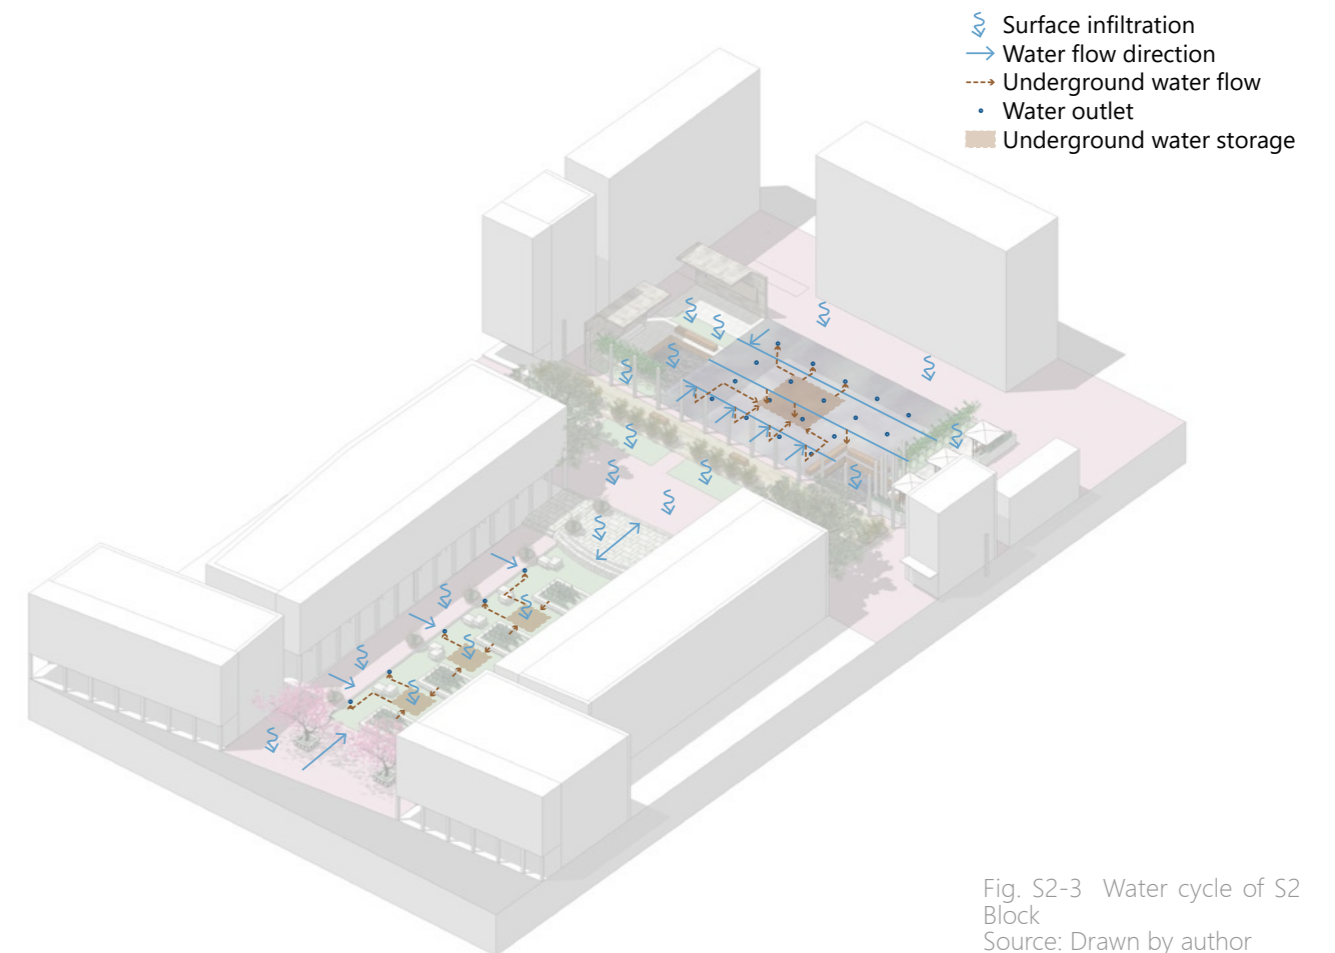 Surface infiltration
Water flow direction
Underground water flow
Water outlet
Underground water storage
Fig. S2-3 Water cycle of S2
Block
Source: Drawn by author